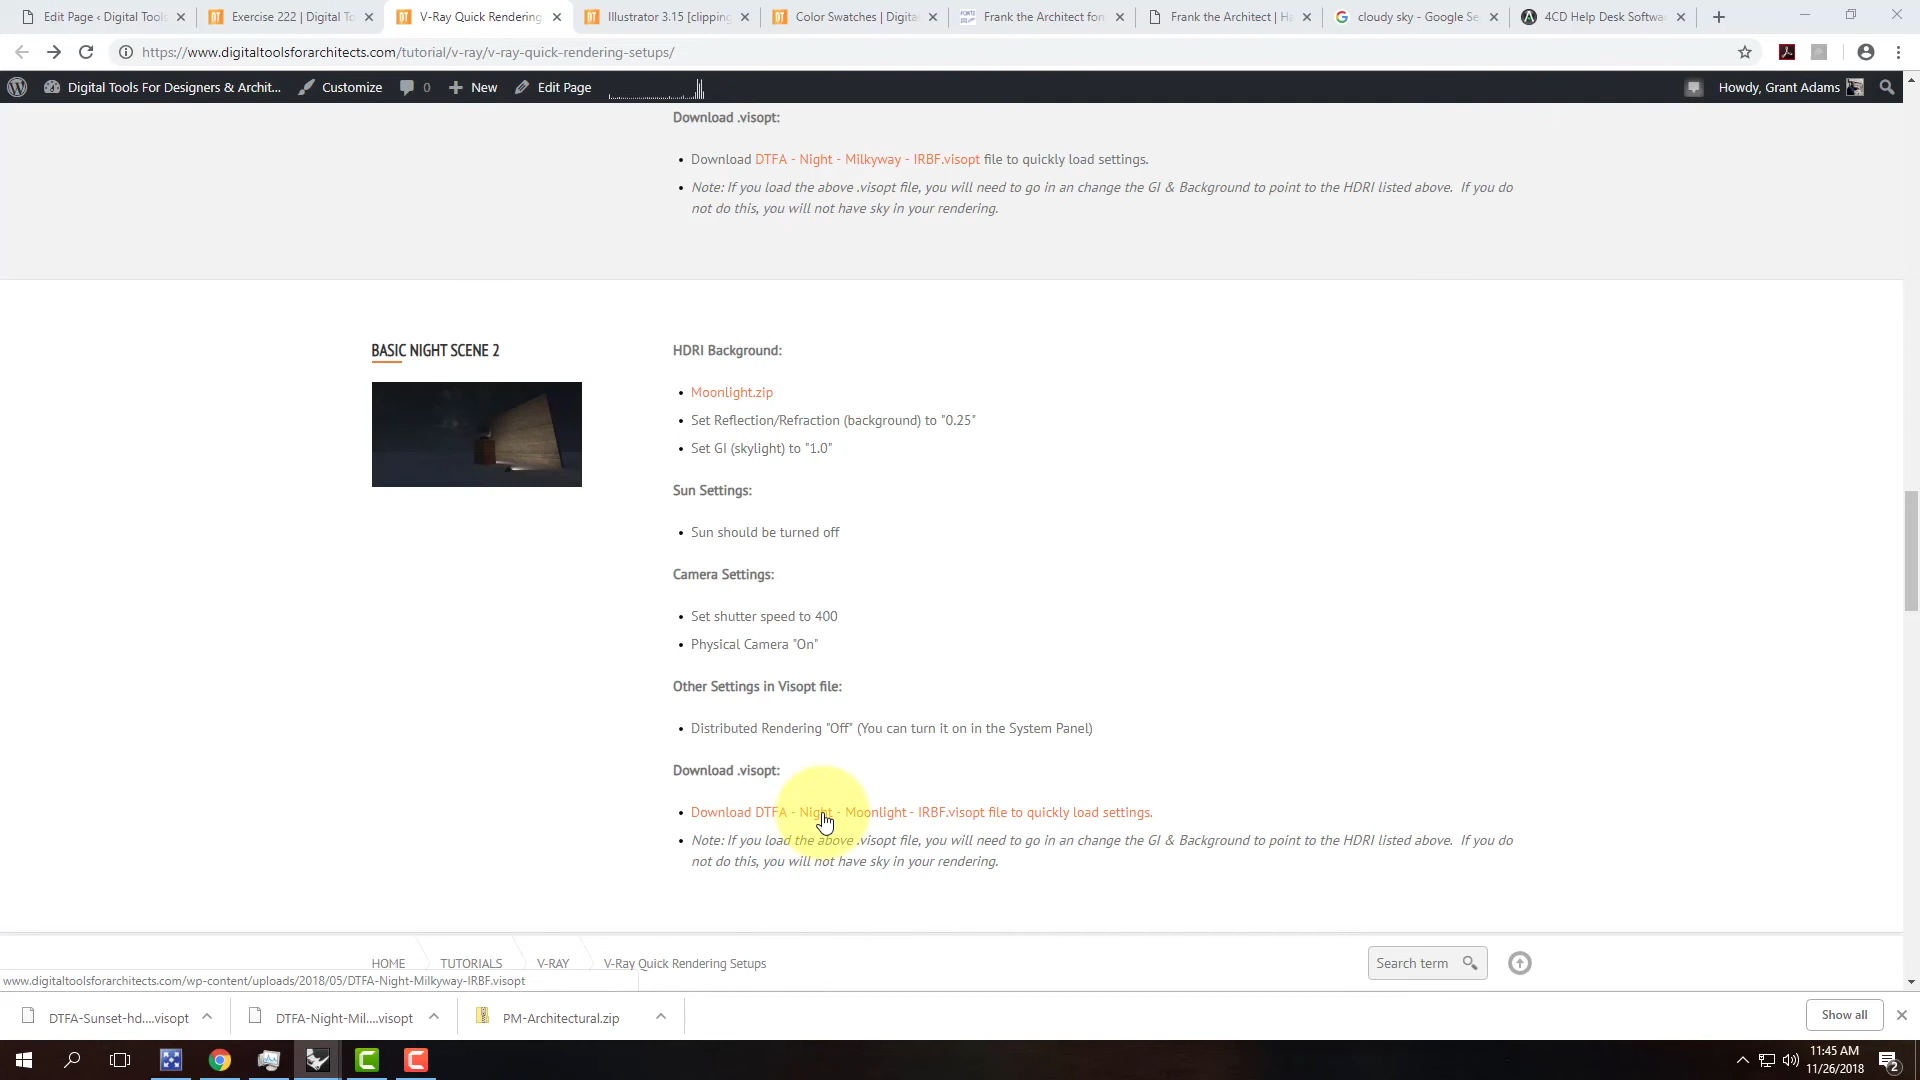 Edit Page ‹ Digital Tools
Exercise 222 | Digital To
V-Ray Quick Rendering
Illustrator 3.15 [clipping
Color Swatches | Digita
Frank the Architect fon
Frank the Architect | Ha
cloudy sky - Google Se
4CD Help Desk Softwa
https://www.digitaltoolsforarchitects.com/tutorial/v-ray/v-ray-quick-rendering-setups/
Digital Tools For Designers & Archit... Customize 0 New Edit Page Howdy, Grant Adams
Download .visopt:
• Download DTFA - Night - Milkyway - IRBF.visopt file to quickly load settings.
• Note: If you load the above .visopt file, you will need to go in an change the GI & Background to point to the HDRI listed above. If you do
not do this, you will not have sky in your rendering.
BASIC NIGHT SCENE 2
HDRI Background:
• Moonlight.zip
• Set Reflection/Refraction (background) to "0.25"
• Set GI (skylight) to "1.0"
Sun Settings:
• Sun should be turned off
Camera Settings:
• Set shutter speed to 400
• Physical Camera "On"
Other Settings in Visopt file:
• Distributed Rendering "Off" (You can turn it on in the System Panel)
Download .visopt:
• Download DTFA - Night - Moonlight - IRBF.visopt file to quickly load settings.
• Note: If you load the above .visopt file, you will need to go in an change the GI & Background to point to the HDRI listed above. If you do
not do this, you will not have sky in your rendering.
HOME TUTORIALS V-RAY V-Ray Quick Rendering Setups Search term
www.digitaltoolsforarchitects.com/wp-content/uploads/2018/05/DTFA-Night-Milkyway-IRBF.visopt
DTFA-Sunset-hd....visopt DTFA-Night-Mil....visopt PM-Architectural.zip Show all
11:45 AM
11/26/2018
2